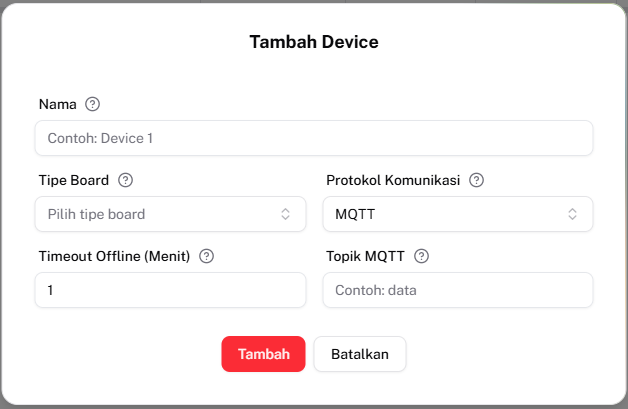 Tambah Device
Nama
Contoh: Device 1
Tipe Board Protokol Komunikasi
Pilih tipe board MQTT
Timeout Offline (Menit) Topik MQTT
1 Contoh: data
Tambah Batalkan